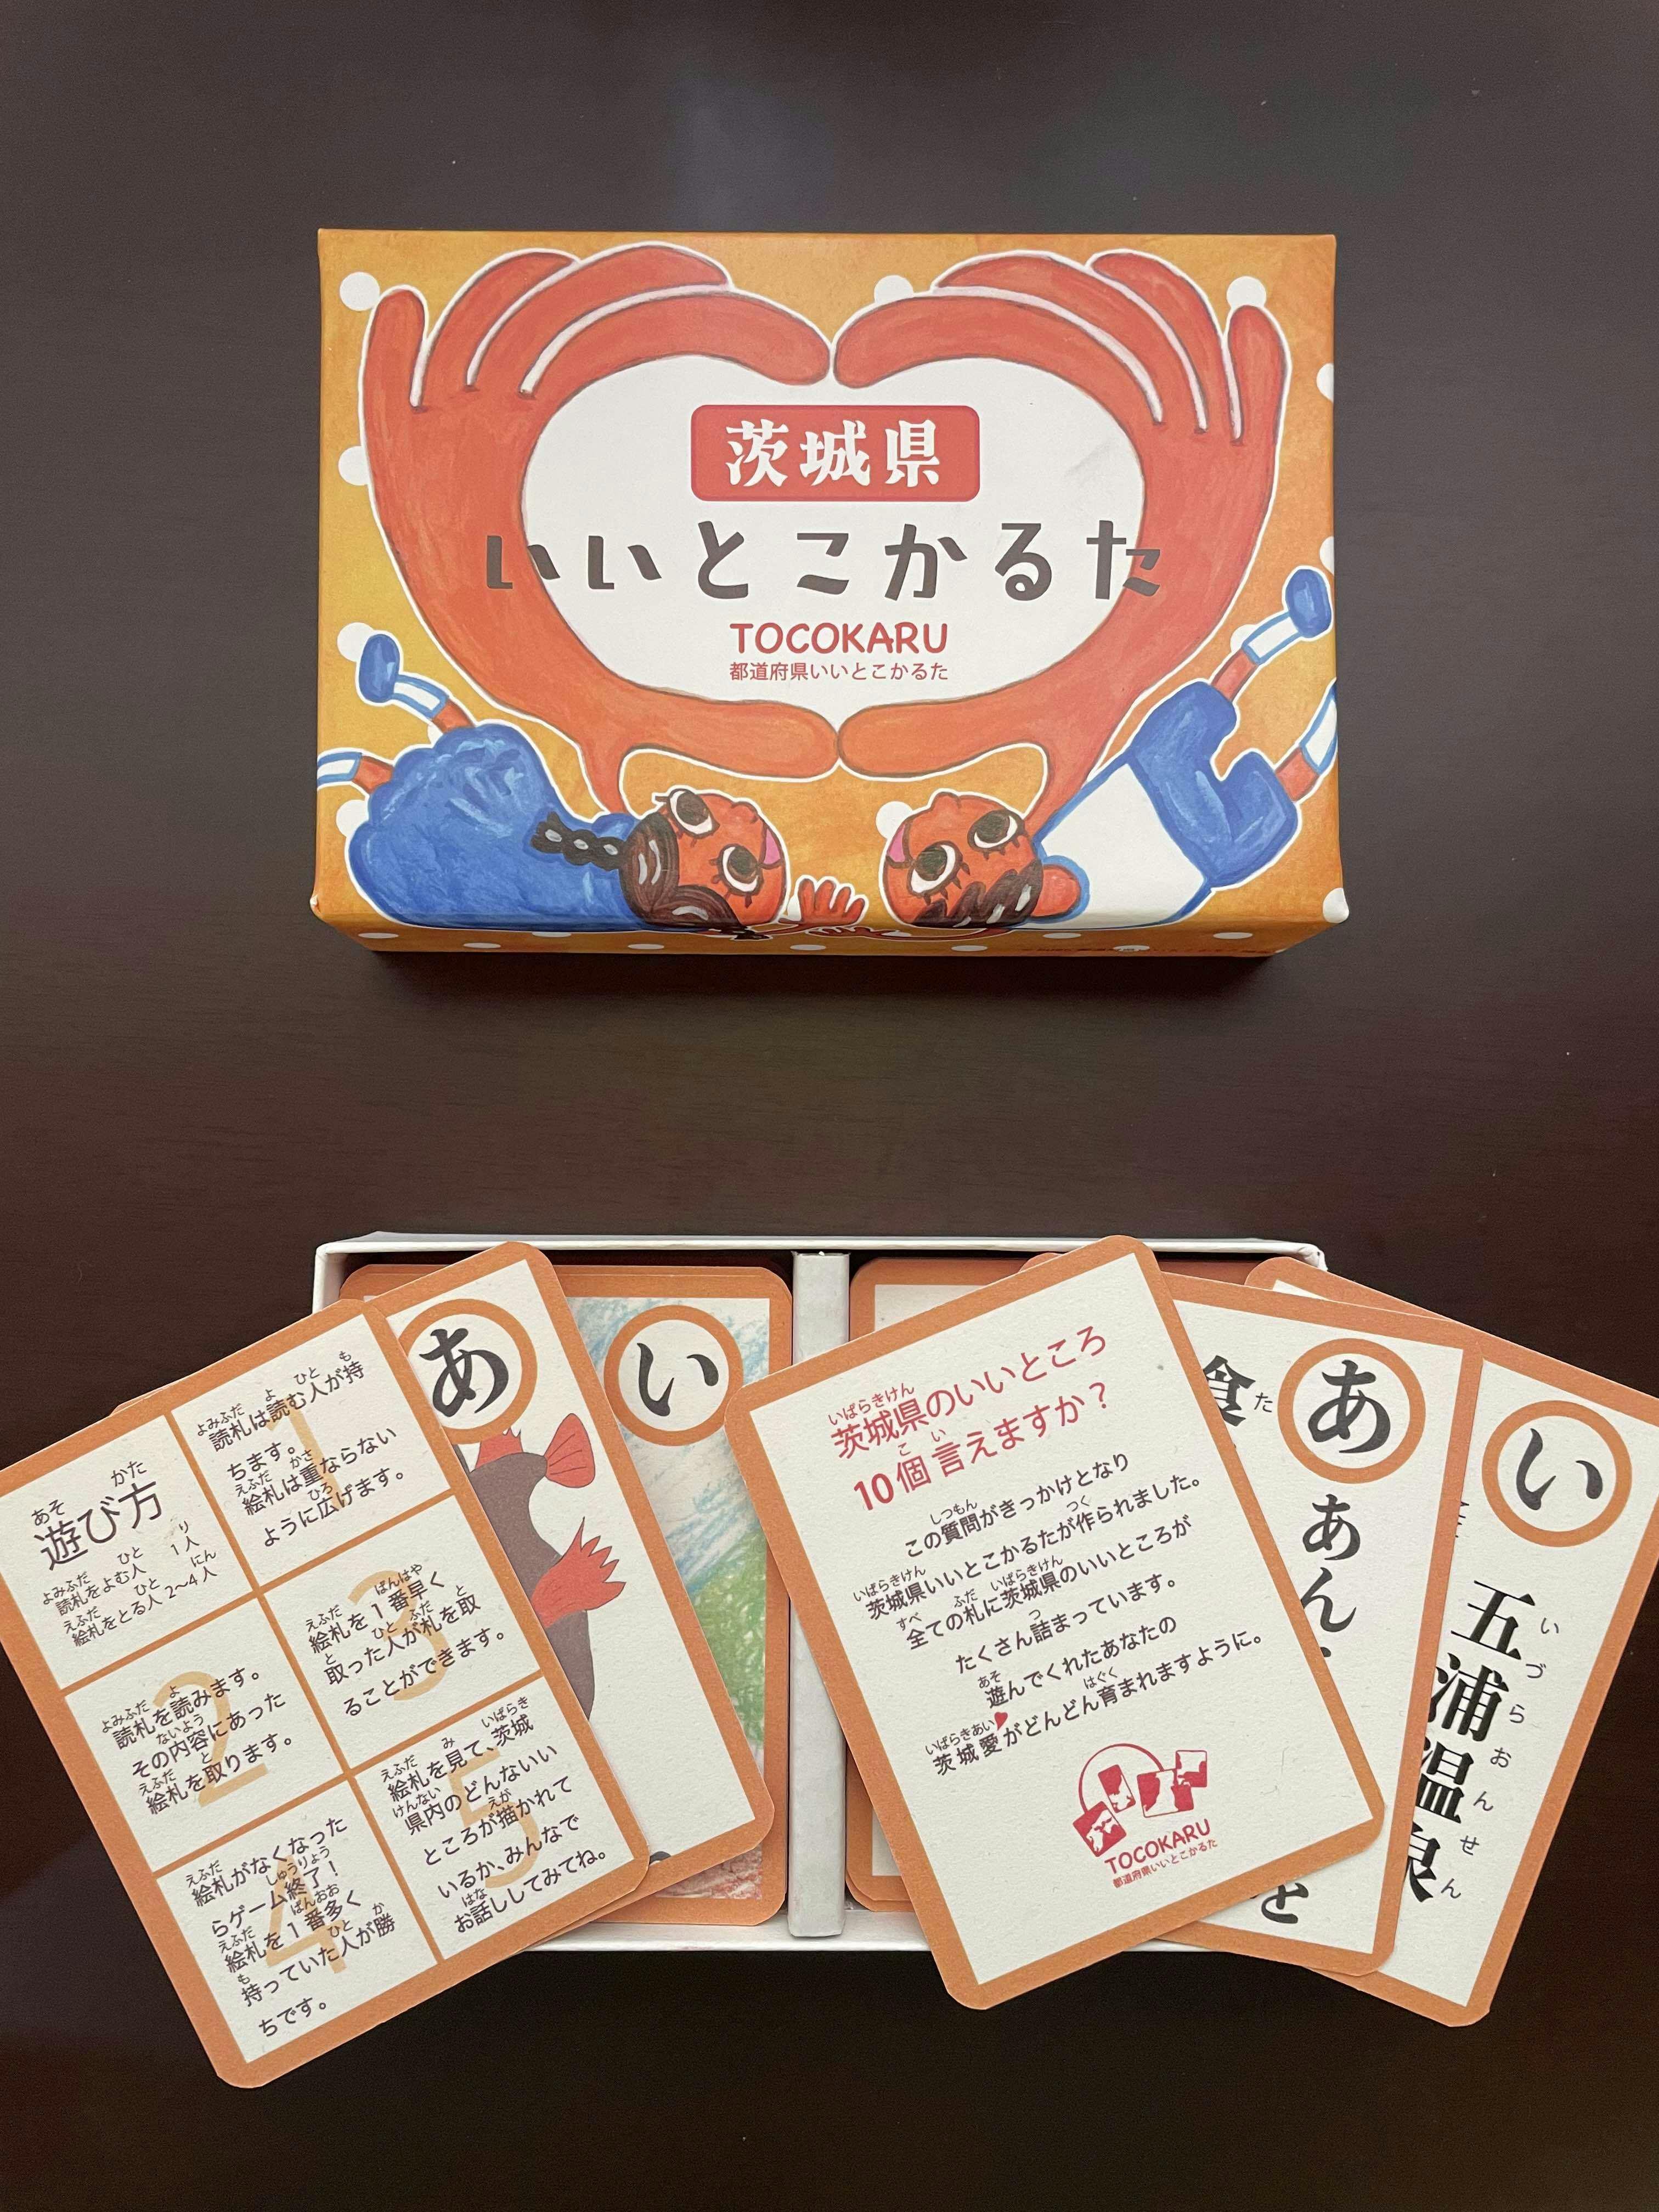 茨城県
いいとこかるた
TOCOKARU
都道府県いいとこかるた
遊び方
読札をよむ人 1人
絵札をとる人 2〜4人
1
読札は読む人が持
ちます。
絵札は重ならない
ように広げます。
2
読札を読みます。
その内容にあった
絵札を取ります。
3
絵札を1番早く
取った人が札を取
ることができます。
4
絵札がなくなった
らゲーム終了!
絵札を1番多く
持っていた人が勝
ちです。
5
絵札を見て、茨城
県内のどんないい
ところが描かれて
いるか、みんなで
お話ししてみてね。
あ
い
茨城県のいいところ
10個言えますか?
この質問がきっかけとなり
茨城県いいとこかるたが作られました。
全ての札に茨城県のいいところが
たくさん詰まっています。
遊んでくれたあなたの
茨城愛がどんどん育まれますように。
TOCOKARU
都道府県いいとこかるた
あ
あん
食
を
い
五浦温泉